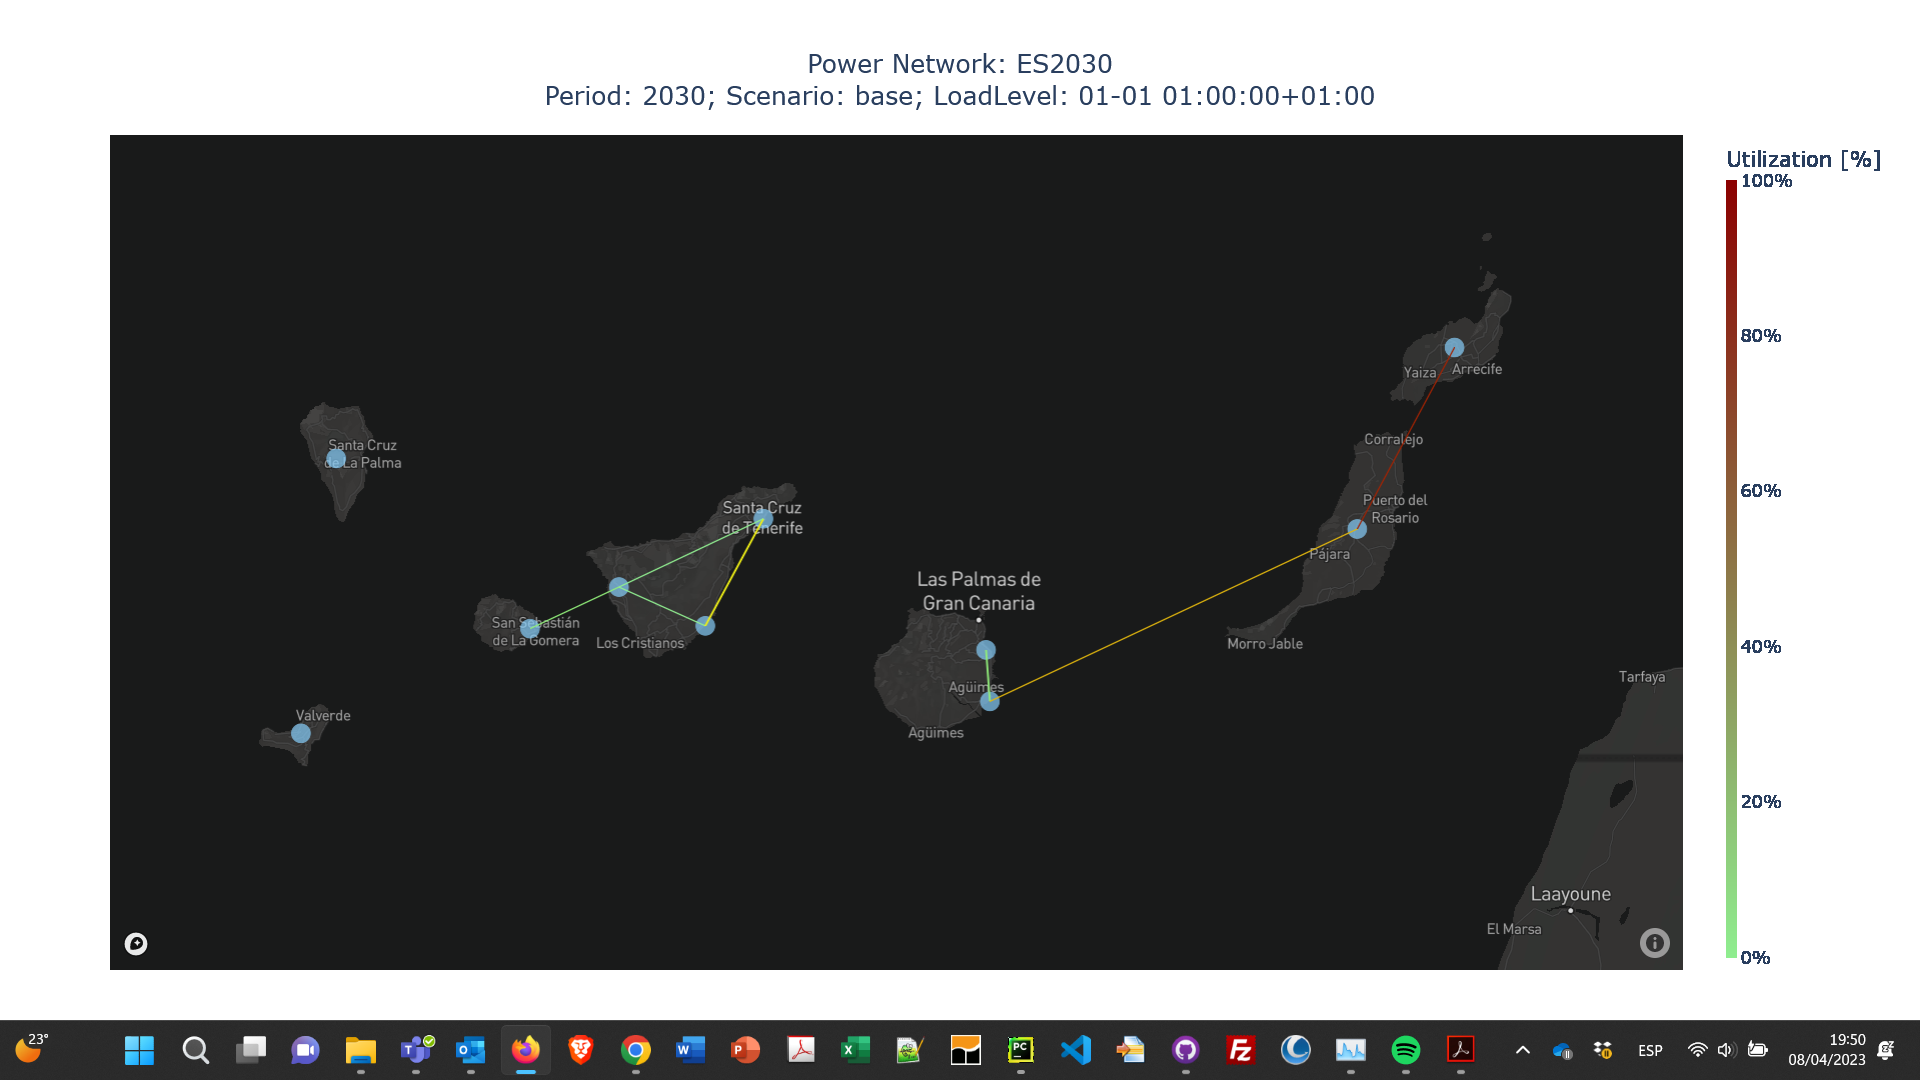 Power Network: ES2030
Period: 2030; Scenario: base; LoadLevel: 01-01 01:00:00+01:00
Utilization [%]
100%
80%
60%
40%
20%
0%
Yaiza
Arrecife
Corralejo
Puerto del
Rosario
Pájara
Morro Jable
Santa Cruz
de La Palma
Santa Cruz
de Tenerife
San Sebastián
de La Gomera
Los Cristianos
Las Palmas de
Gran Canaria
Agüimes
Agüimes
Valverde
Tarfaya
Laayoune
El Marsa
23°
ESP
19:50
08/04/2023